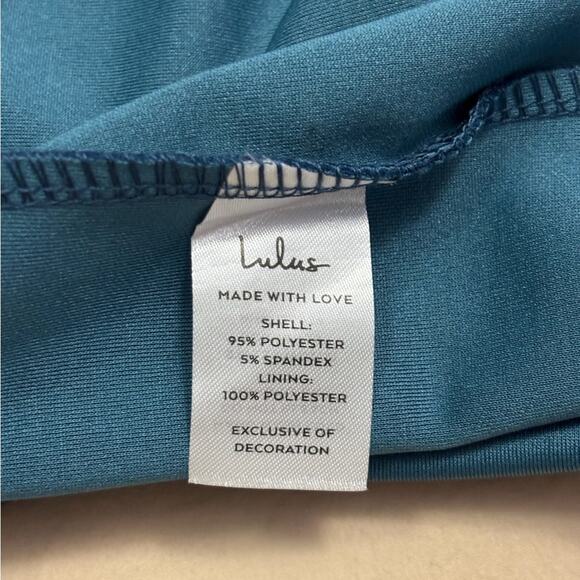 Lulus
MADE WITH LOVE
SHELL:
95% POLYESTER
5% SPANDEX
LINING:
100% POLYESTER
EXCLUSIVE OF
DECORATION